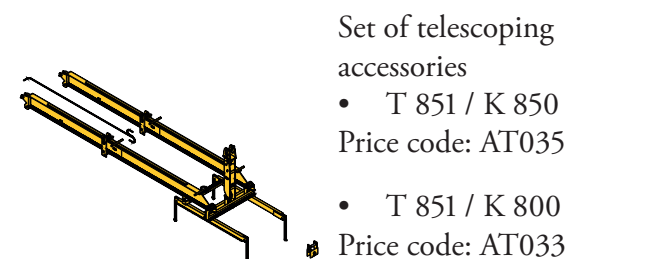 Set of telescoping
accessories
• T 851 / K 850
Price code: AT035
• T 851 / K 800
Price code: AT033